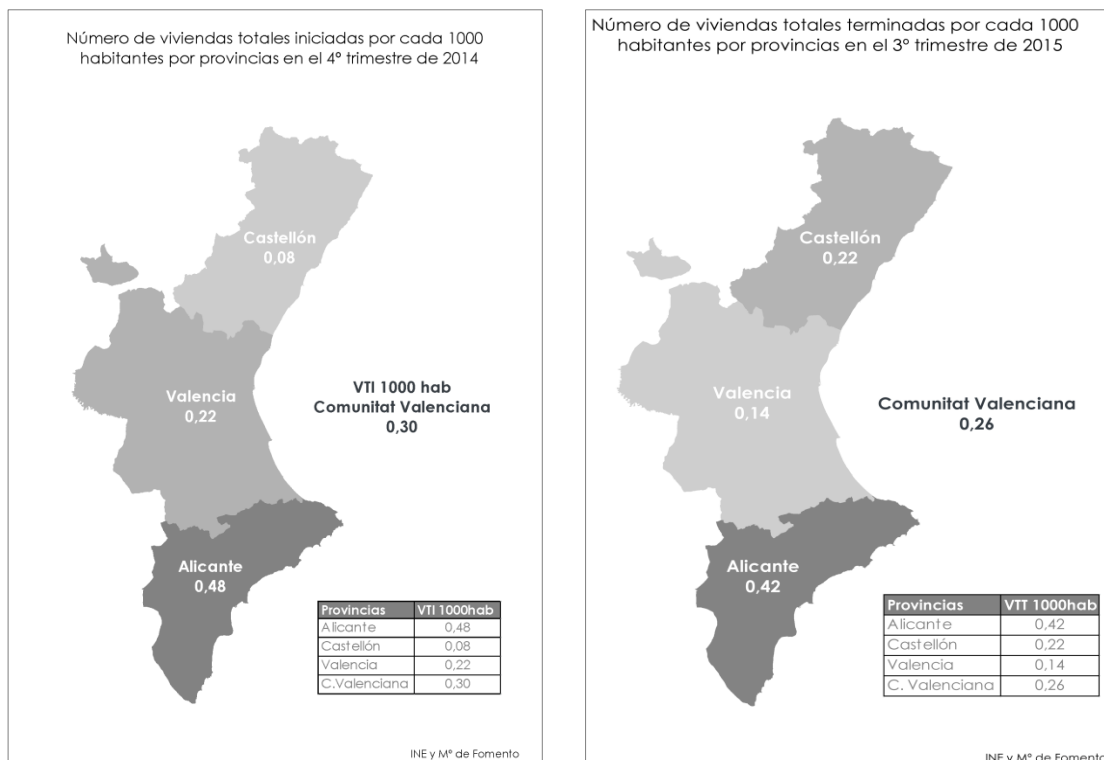 Número de viviendas totales iniciadas por cada 1000
habitantes por provincias en el 4º trimestre de 2014
Castellón
0,08
Valencia
0,22
VTI 1000 hab
Comunitat Valenciana
0,30
Alicante
0,48
Provincias VTI 1000hab
Alicante 0,48
Castellón 0,08
Valencia 0,22
C.Valenciana 0,30
INE y Mº de Fomento
Número de viviendas totales terminadas por cada 1000
habitantes por provincias en el 3º trimestre de 2015
Castellón
0,22
Valencia
0,14
Comunitat Valenciana
0,26
Alicante
0,42
Provincias VTT 1000hab
Alicante 0,42
Castellón 0,22
Valencia 0,14
C. Valenciana 0,26
INE y Mº de Fomento